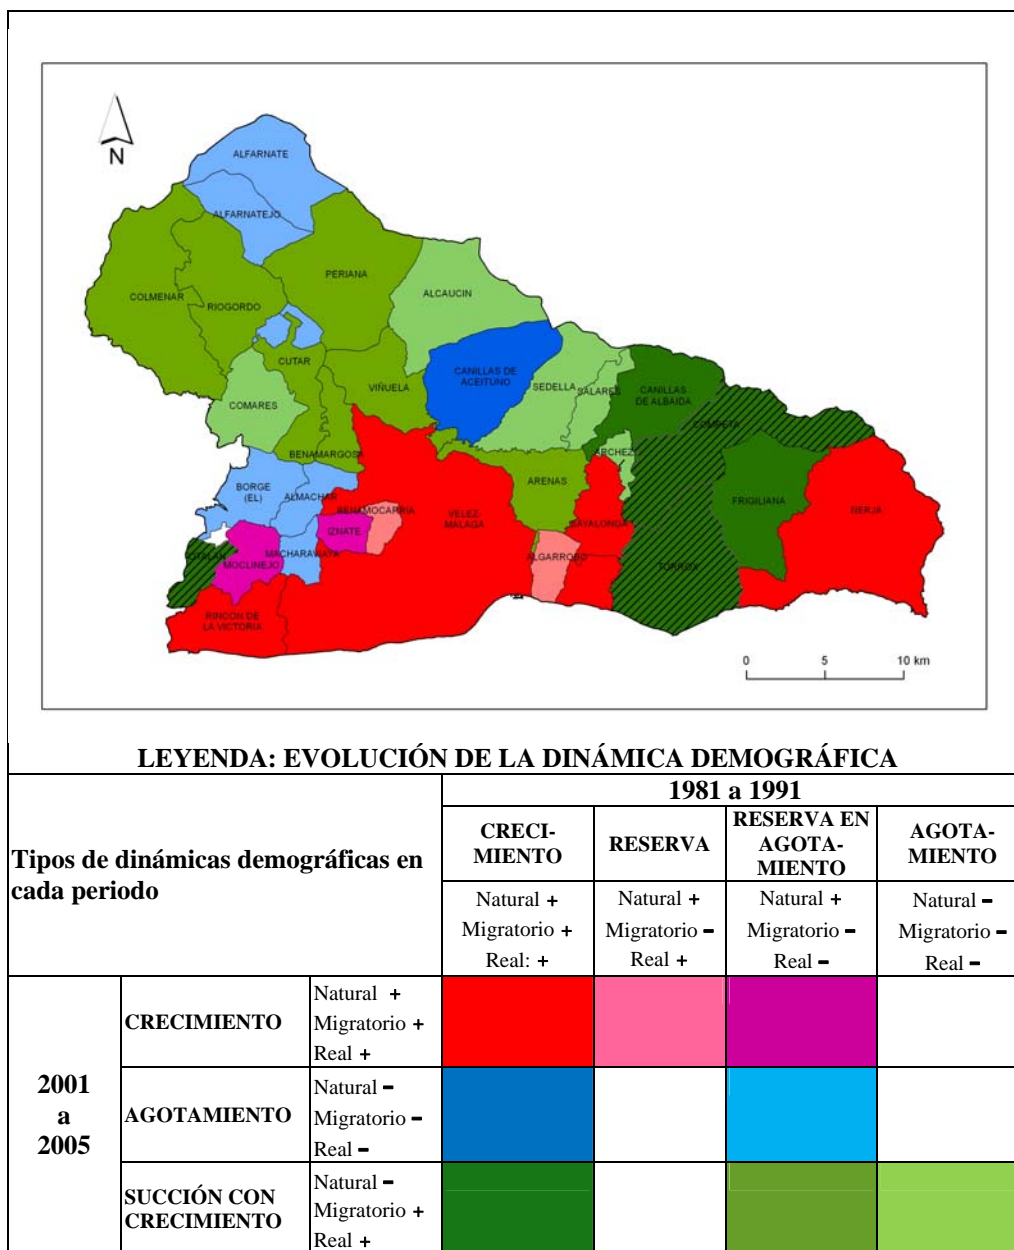 N
ALFARNATE
ALFARNATEJO
PERIANA
COLMENAR
RIOGORDO
ALCAUCIN
CUTAR
VIÑUELA
CANILLAS DE
ACEITUNO
SEDELLA
SALARES
CANILLAS
DE ALBAIDA
COMARES
COMPETA
BENAMARGOSA
ARCHEZ
BORGE
(EL)
ALMACHAR
ARENAS
FRIGILIANA
NERJA
BENAMOCARRA
VELEZ-
MALAGA
SAYALONGA
IZNATE
TOTALAN
MOCLINEJO
MACHARAVIAYA
ALGARROBO
TORROX
RINCON DE
LA VICTORIA
0 5 10 km
LEYENDA: EVOLUCIÓN DE LA DINÁMICA DEMOGRÁFICA
Tipos de dinámicas demográficas en
cada periodo
1981 a 1991
CRECI-
MIENTO
RESERVA
RESERVA EN
AGOTA-
MIENTO
AGOTA-
MIENTO
Natural +
Migratorio +
Real: +
Natural +
Migratorio -
Real +
Natural +
Migratorio -
Real -
Natural -
Migratorio -
Real -
2001
a
2005
CRECIMIENTO
Natural +
Migratorio +
Real +
AGOTAMIENTO
Natural -
Migratorio -
Real -
SUCCIÓN CON
CRECIMIENTO
Natural -
Migratorio +
Real +